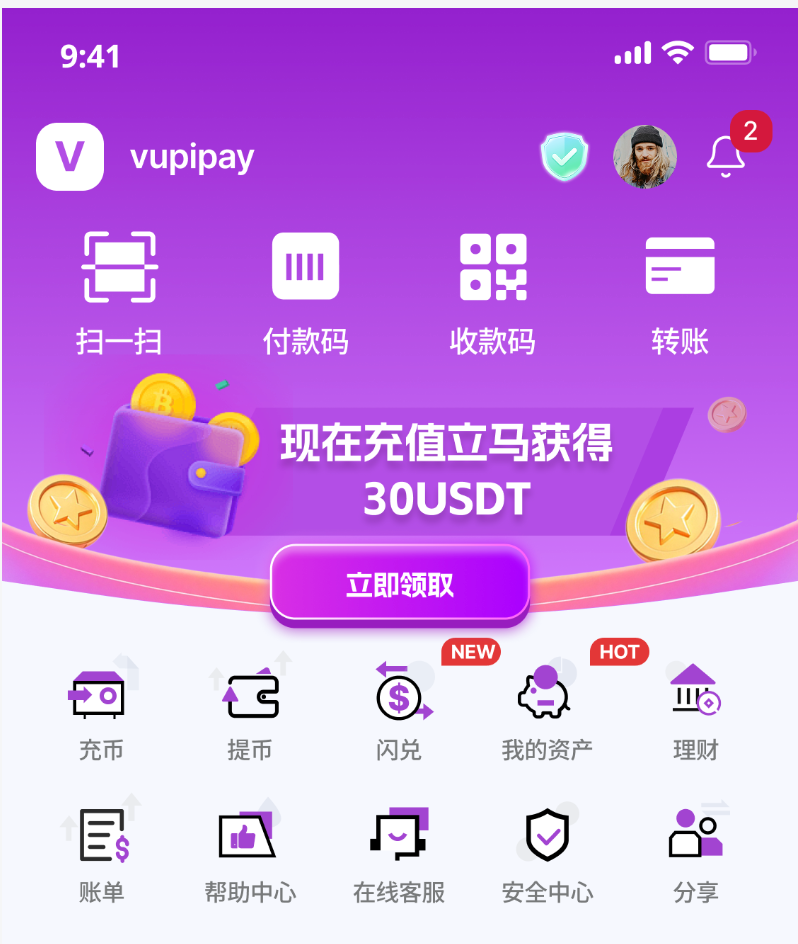 9:41
V
vupipay
2
扫一扫
付款码
收款码
转账
现在充值立马获得
30USDT
立即领取
NEW
HOT
充币
提币
闪兑
我的资产
理财
账单
帮助中心
在线客服
安全中心
分享